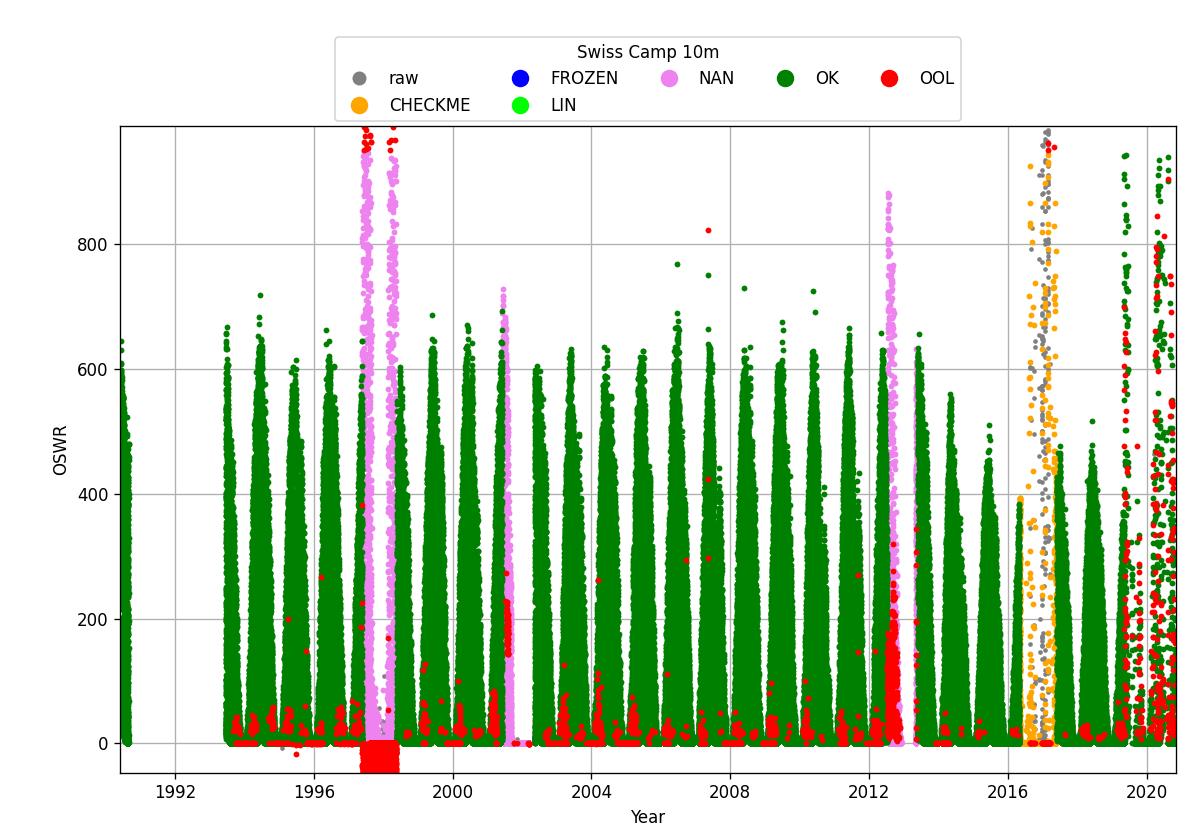 Swiss Camp 10m
raw FROZEN NAN OK OOL
CHECKME LIN
OSWR
800
600
400
200
0
1992 1996 2000 2004 2008 2012 2016 2020
Year